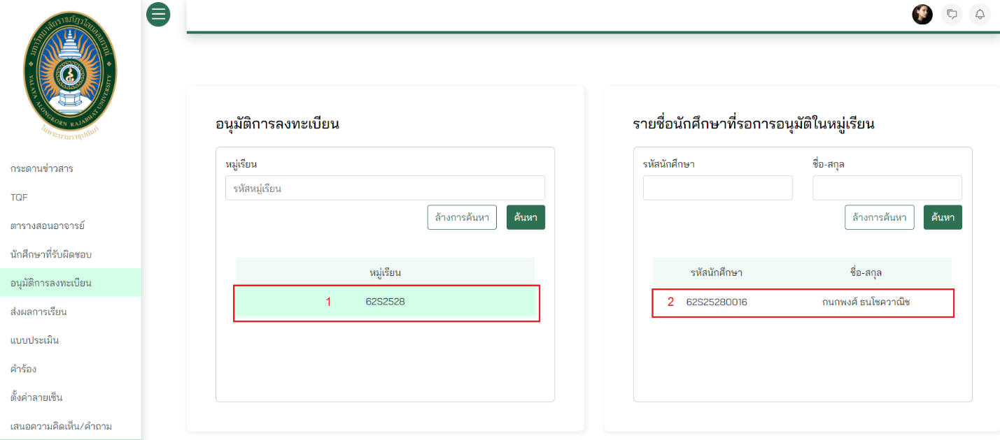 มหาวิทยาลัยราชภัฏวไลยอลงกรณ์
VALAYA ALONGKORN RAJABHAT UNIVERSITY
ในพระบรมราชูปถัมภ์
กระดานข่าวสาร
TQF
ตารางสอนอาจารย์
นักศึกษาที่รับผิดชอบ
อนุมัติการลงทะเบียน
ส่งผลการเรียน
แบบประเมิน
คำร้อง
ตั้งค่าลายเซ็น
เสนอความคิดเห็น/คำถาม
อนุมัติการลงทะเบียน
หมู่เรียน
รหัสหมู่เรียน
ล้างการค้นหา ค้นหา
หมู่เรียน
1 62S2528
รายชื่อนักศึกษาที่รอการอนุมัติในหมู่เรียน
รหัสนักศึกษา ชื่อ-สกุล
ล้างการค้นหา ค้นหา
รหัสนักศึกษา ชื่อ-สกุล
2 62S25280016 กนกพงศ์ ธนโชควาณิช